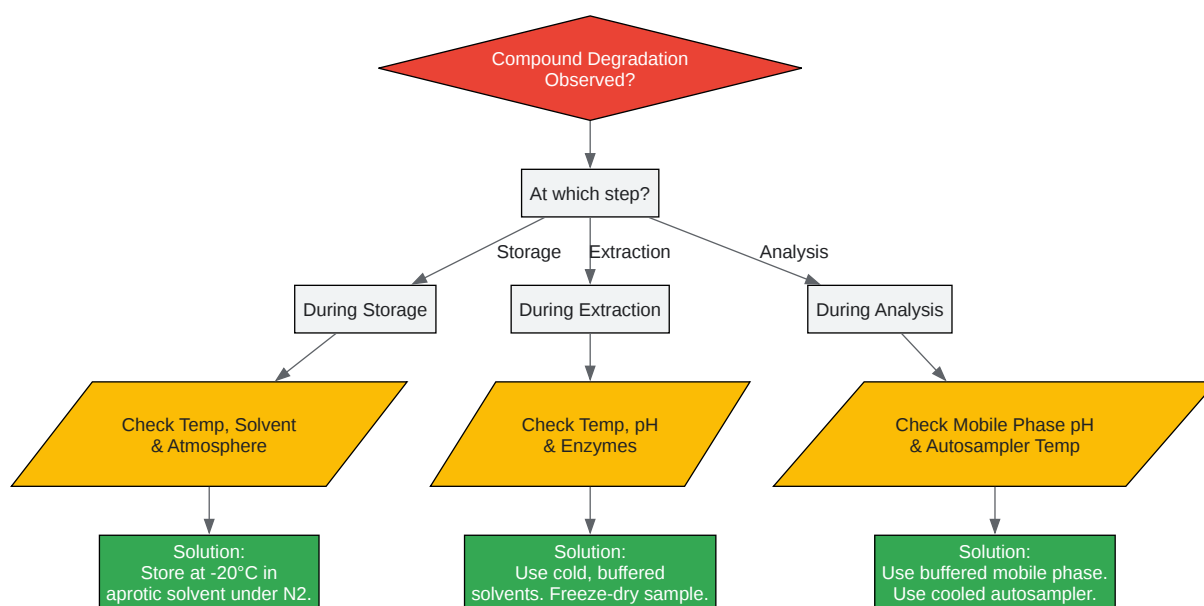 Compound Degradation
Observed?
At which step?
Storage
Extraction
Analysis
During Storage
During Extraction
During Analysis
Check Temp, Solvent
& Atmosphere
Check Temp, pH
& Enzymes
Check Mobile Phase pH
& Autosampler Temp
Solution:
Store at -20°C in
aprotic solvent under N2.
Solution:
Use cold, buffered
solvents. Freeze-dry sample.
Solution:
Use buffered mobile phase.
Use cooled autosampler.